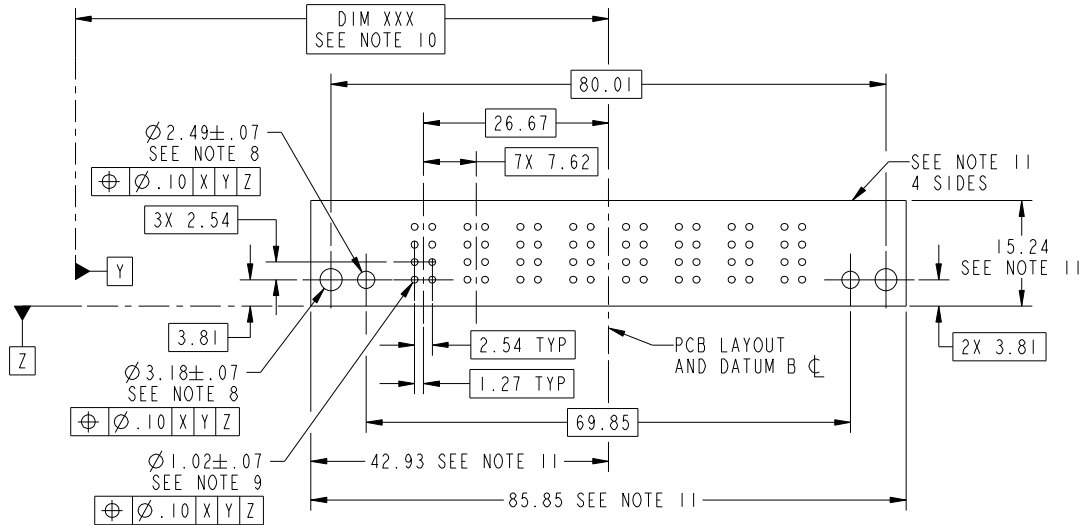 DIM XXX
SEE NOTE 10
80.01
26.67
Ø2.49±.07
SEE NOTE 8
7X 7.62
SEE NOTE 11
4 SIDES
⌖ Ø.10 X Y Z
3X 2.54
15.24
SEE NOTE 11
Y
3.81
2.54 TYP
PCB LAYOUT
AND DATUM B ℄
2X 3.81
Z
Ø3.18±.07
SEE NOTE 8
1.27 TYP
⌖ Ø.10 X Y Z
69.85
Ø1.02±.07
SEE NOTE 9
42.93 SEE NOTE 11
⌖ Ø.10 X Y Z
85.85 SEE NOTE 11